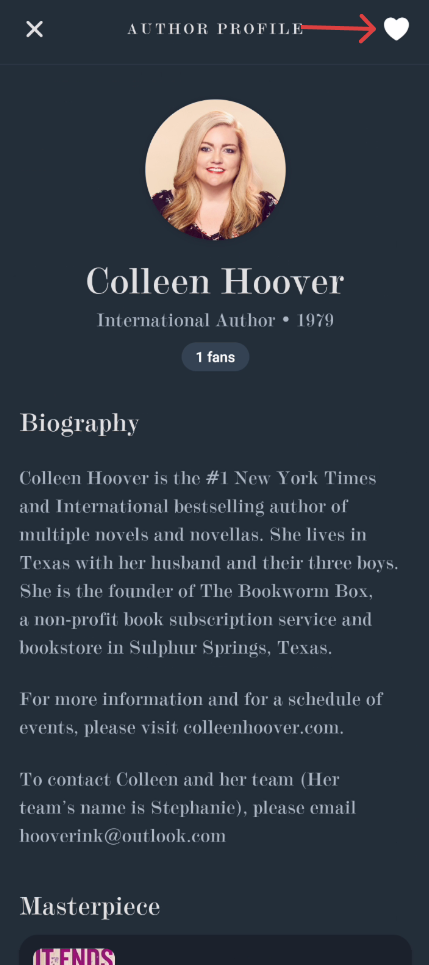 AUTHOR PROFILE
Colleen Hoover
International Author • 1979
1 fans
Biography
Colleen Hoover is the #1 New York Times
and International bestselling author of
multiple novels and novellas. She lives in
Texas with her husband and their three boys.
She is the founder of The Bookworm Box,
a non-profit book subscription service and
bookstore in Sulphur Springs, Texas.
For more information and for a schedule of
events, please visit colleenhoover.com.
To contact Colleen and her team (Her
team's name is Stephanie), please email
hooverink@outlook.com
Masterpiece
IT ENDS